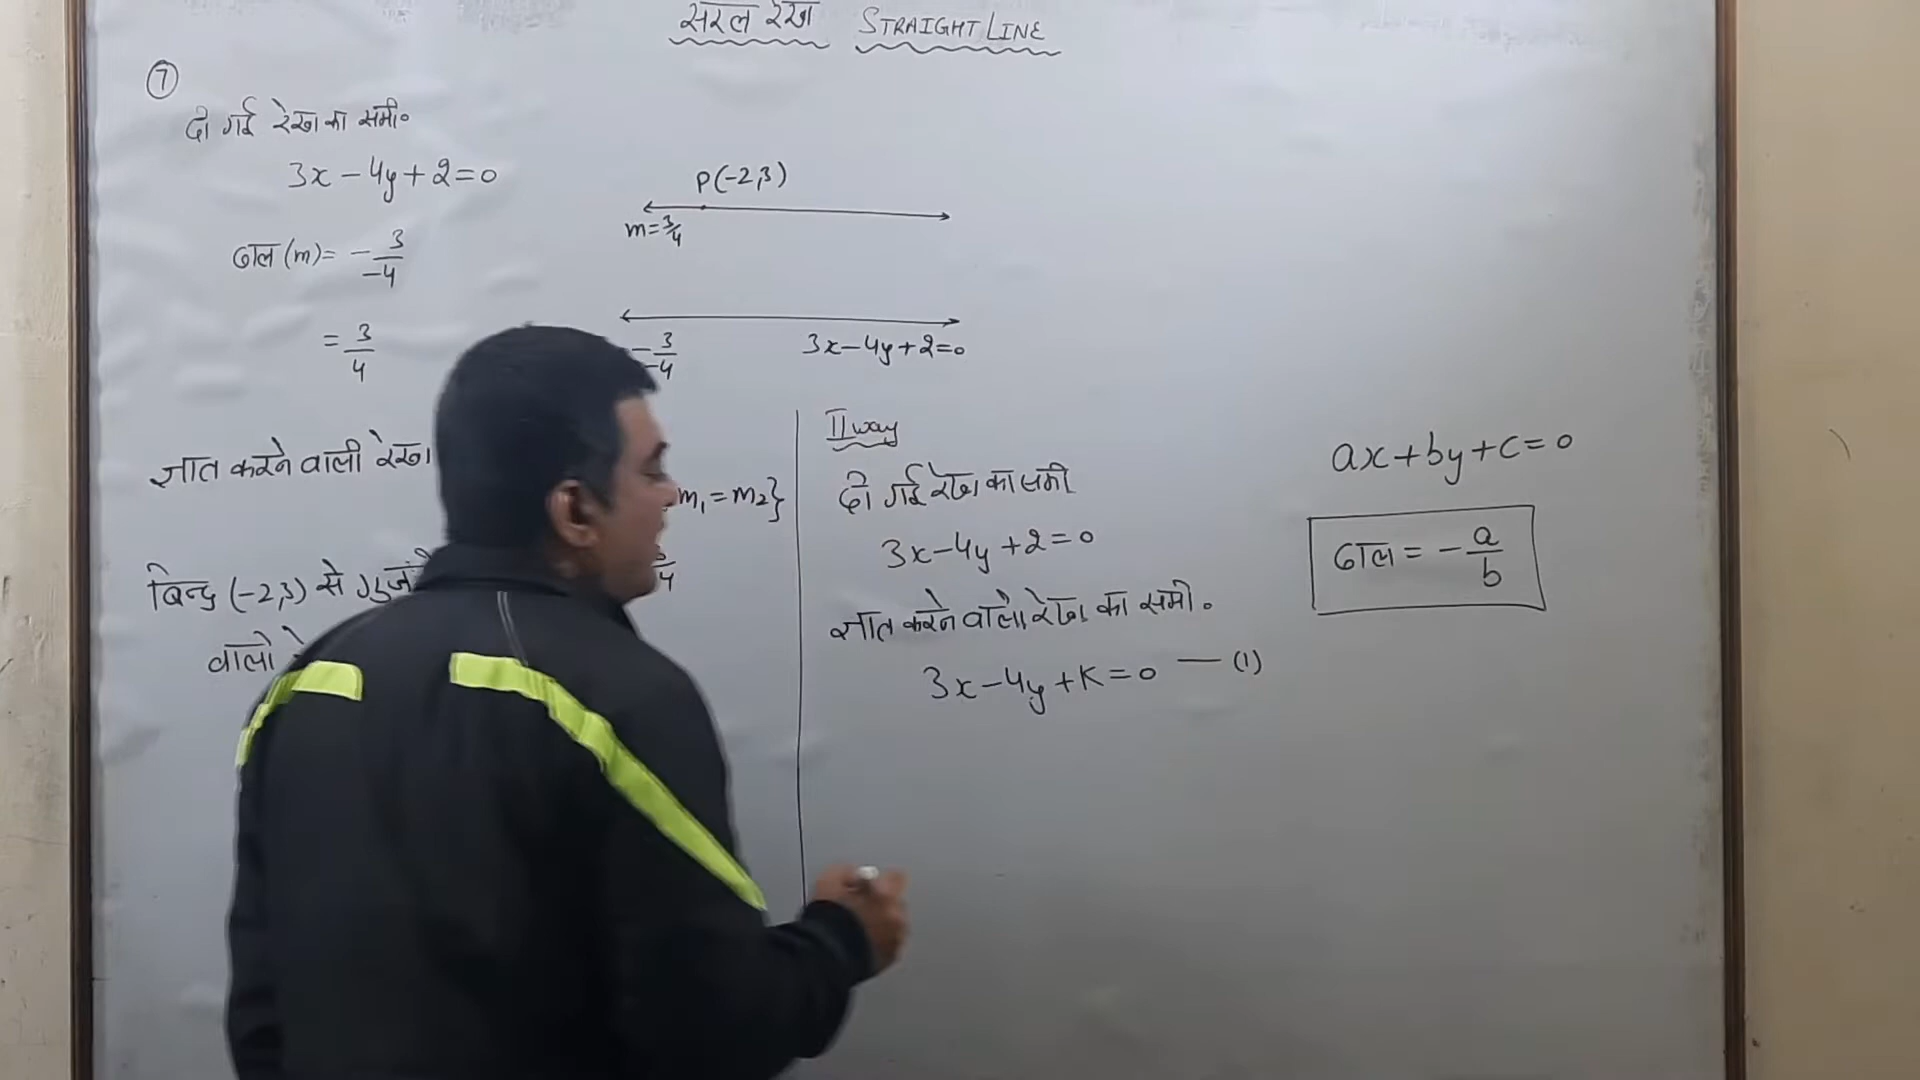 सरल रेखा STRAIGHT LINE
7
दी गई रेखा का समी०
3x - 4y + 2 = 0
ढाल (m) = - 3/-4
= 3/4
P(-2,3)
m = 3/4
- 3/-4
3x - 4y + 2 = 0
ज्ञात करने वाली रेखा
m₁ = m₂}
बिन्दु (-2,3) से
/4
वाली
II way
दी गई रेखा का समी
3x - 4y + 2 = 0
ज्ञात करने वाली रेखा का समी०
3x - 4y + K = 0 — (1)
ax + by + c = 0
ढाल = - a/b